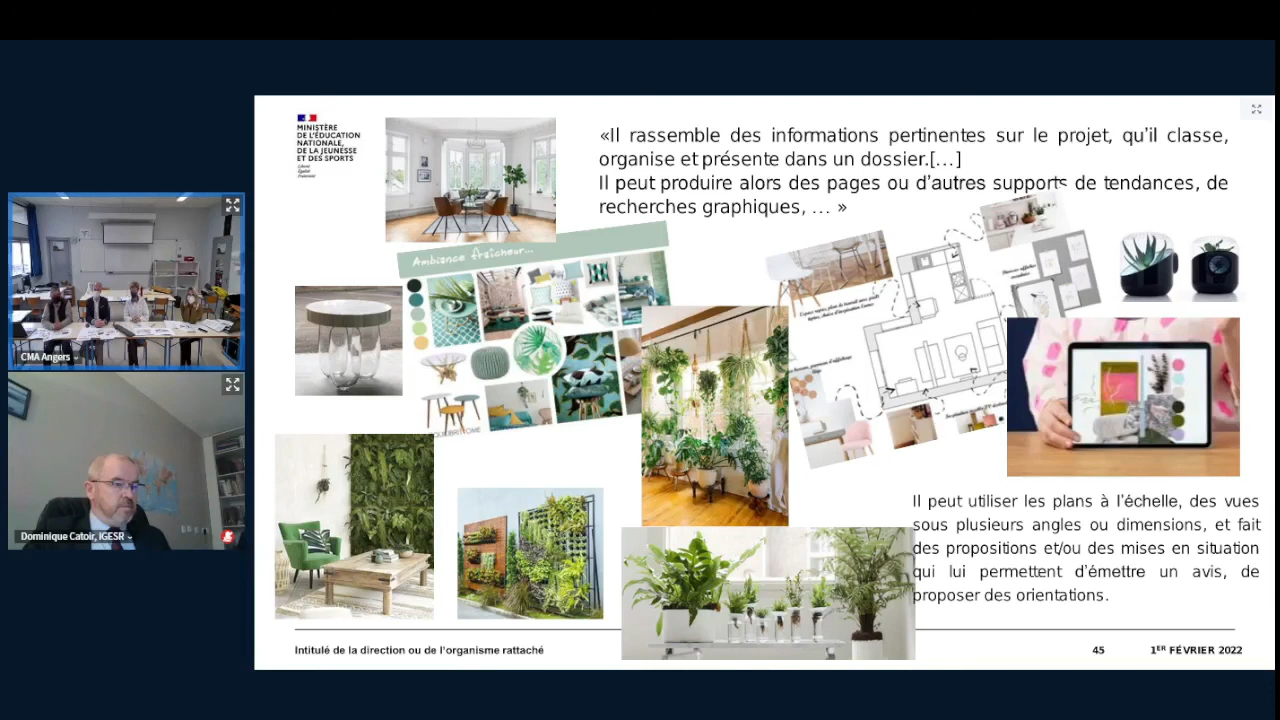 MINISTÈRE
DE L'ÉDUCATION
NATIONALE,
DE LA JEUNESSE
ET DES SPORTS
Liberté
Égalité
Fraternité
«Il rassemble des informations pertinentes sur le projet, qu'il classe,
organise et présente dans un dossier.[...]
Il peut produire alors des pages ou d'autres supports de tendances, de
recherches graphiques, ... »
Ambiance fraîcheur...
CMA Angers
Dominique Catoir, IGESR
Il peut utiliser les plans à l'échelle, des vues
sous plusieurs angles ou dimensions, et fait
des propositions et/ou des mises en situation
qui lui permettent d'émettre un avis, de
proposer des orientations.
Intitulé de la direction ou de l'organisme rattaché
45
1ER FÉVRIER 2022